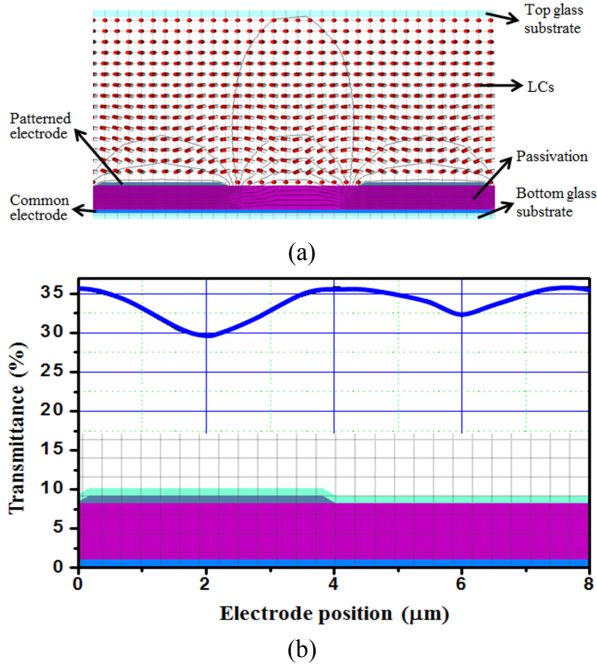 Top glass
substrate
LCs
Patterned
electrode
Passivation
Common
electrode
Bottom glass
substrate
(a)
35
30
25
20
15
10
5
0
Transmittance (%)
0 2 4 6 8
Electrode position (μm)
(b)